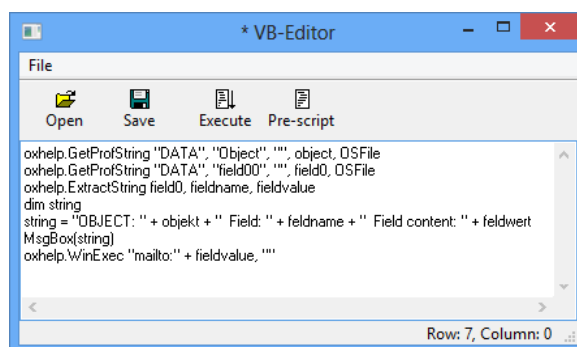 * VB-Editor
File
Open Save Execute Pre-script
oxhelp.GetProfString "DATA", "Object", "", object, OSFile
oxhelp.GetProfString "DATA", "field00", "", field0, OSFile
oxhelp.ExtractString field0, fieldname, fieldvalue
dim string
string = "OBJECT: " + objekt + "  Field: " + feldname + "  Field content: " + feldwert
MsgBox(string)
oxhelp.WinExec "mailto:" + fieldvalue, ""
Row: 7, Column: 0